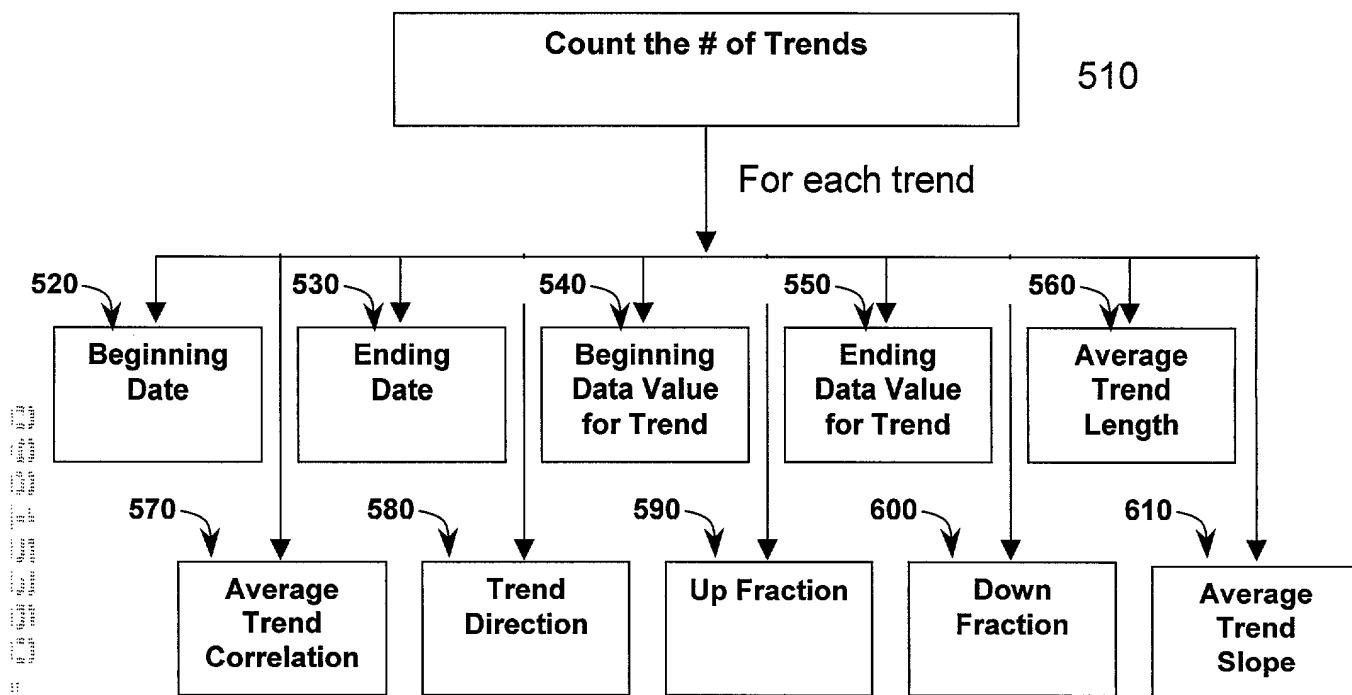 Count the # of Trends
510
For each trend
520
530
540
550
560
Beginning
Date
Ending
Date
Beginning
Data Value
for Trend
Ending
Data Value
for Trend
Average
Trend
Length
570
580
590
600
610
Average
Trend
Correlation
Trend
Direction
Up Fraction
Down
Fraction
Average
Trend
Slope